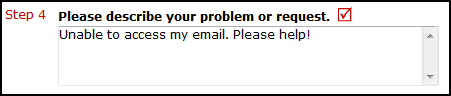 Step 4 Please describe your problem or request.
Unable to access my email. Please help!